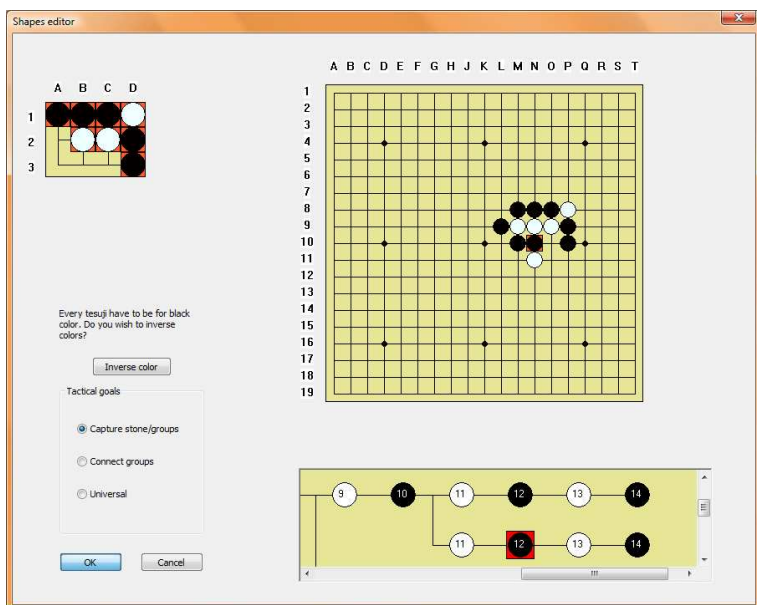 Shapes editor
A B C D
1
2
3
A B C D E F G H J K L M N O P Q R S T
1
2
3
4
5
6
7
8
9
10
11
12
13
14
15
16
17
18
19
Every tesuji have to be for black
color. Do you wish to inverse
colors?
Inverse color
Tactical goals
Capture stone/groups
Connect groups
Universal
OK Cancel
9 10 11 12 13 14
11 12 13 14